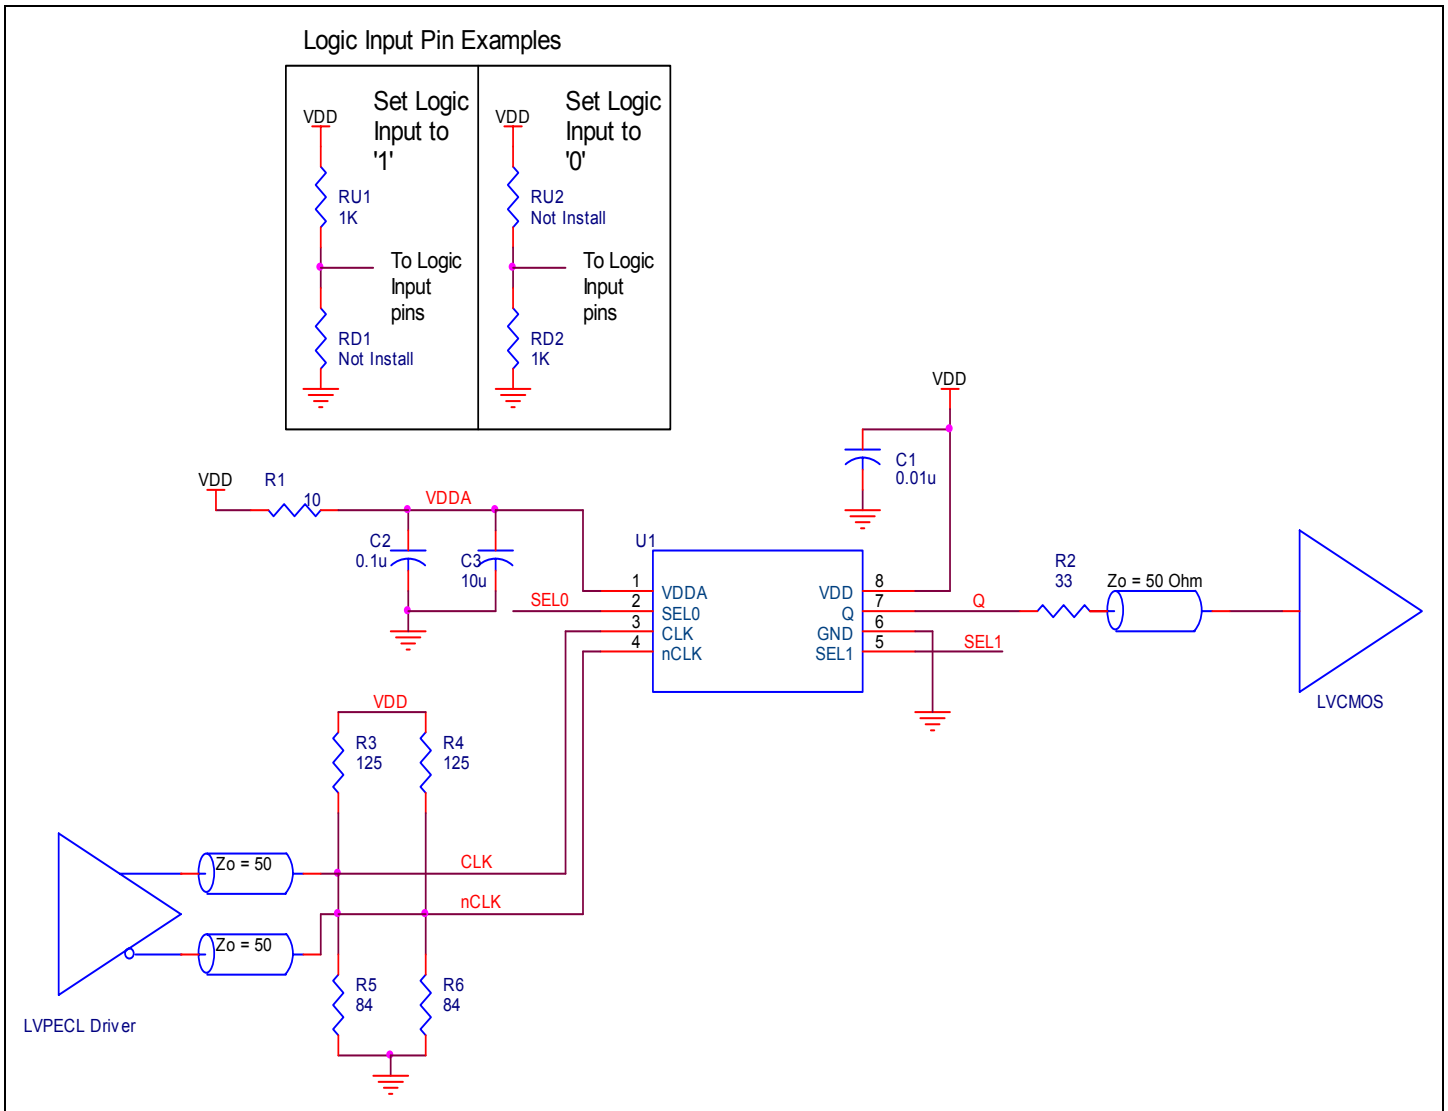 Logic Input Pin Examples
VDD
Set Logic
Input to
'1'
RU1
1K
To Logic
Input
pins
RD1
Not Install
VDD
Set Logic
Input to
'0'
RU2
Not Install
To Logic
Input
pins
RD2
1K
VDD
R1
10
VDDA
C2
0.1u
C3
10u
SEL0
U1
1
2
3
4
VDDA
SEL0
CLK
nCLK
VDD
Q
GND
SEL1
8
7
6
5
VDD
C1
0.01u
Q
SEL1
R2
33
Zo = 50 Ohm
LVCMOS
VDD
R3
125
R4
125
Zo = 50
CLK
nCLK
Zo = 50
R5
84
R6
84
LVPECL Driver